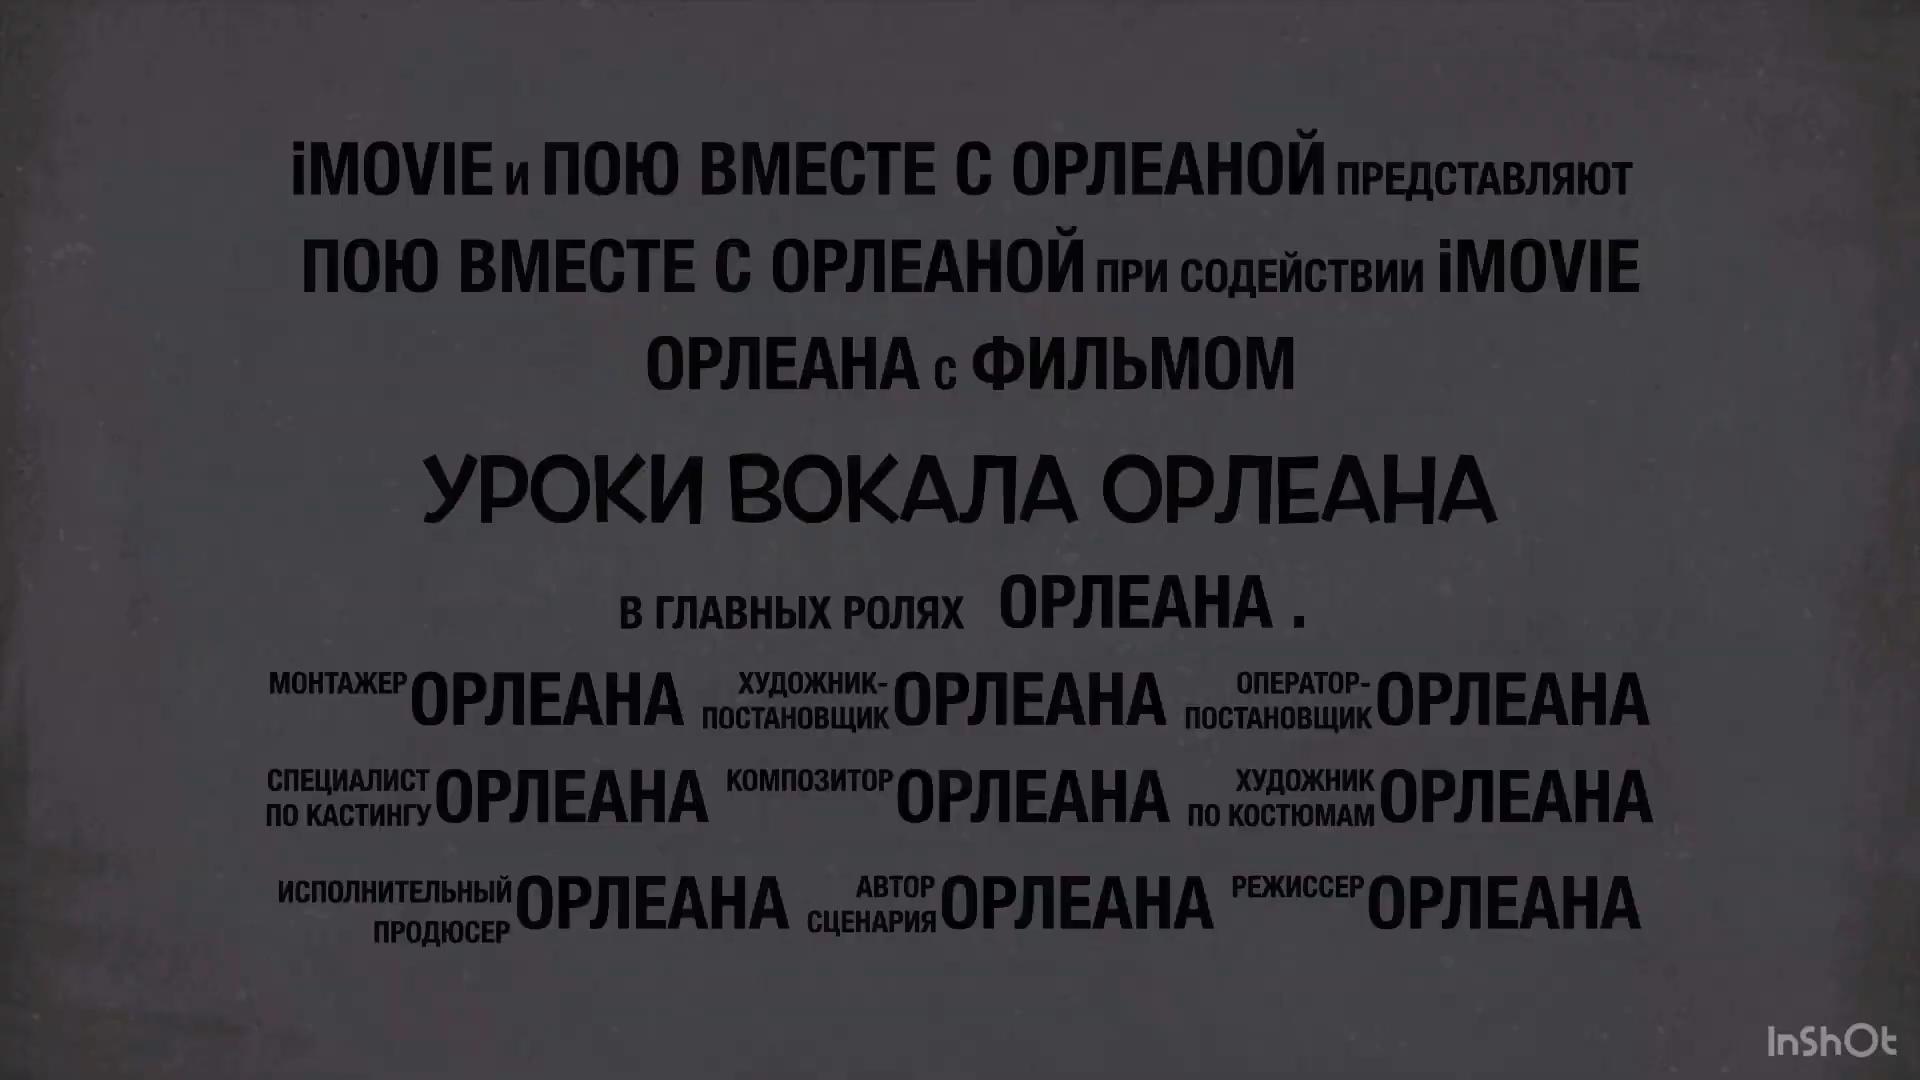 iMOVIE и ПОЮ ВМЕСТЕ С ОРЛЕАНОЙ ПРЕДСТАВЛЯЮТ
ПОЮ ВМЕСТЕ С ОРЛЕАНОЙ ПРИ СОДЕЙСТВИИ iMOVIE
ОРЛЕАНА с ФИЛЬМОМ
УРОКИ ВОКАЛА ОРЛЕАНА
В ГЛАВНЫХ РОЛЯХ ОРЛЕАНА .
МОНТАЖЕР ОРЛЕАНА ХУДОЖНИК-ПОСТАНОВЩИК ОРЛЕАНА ОПЕРАТОР-ПОСТАНОВЩИК ОРЛЕАНА
СПЕЦИАЛИСТ ПО КАСТИНГУ ОРЛЕАНА КОМПОЗИТОР ОРЛЕАНА ХУДОЖНИК ПО КОСТЮМАМ ОРЛЕАНА
ИСПОЛНИТЕЛЬНЫЙ ПРОДЮСЕР ОРЛЕАНА АВТОР СЦЕНАРИЯ ОРЛЕАНА РЕЖИССЕР ОРЛЕАНА
InShOt